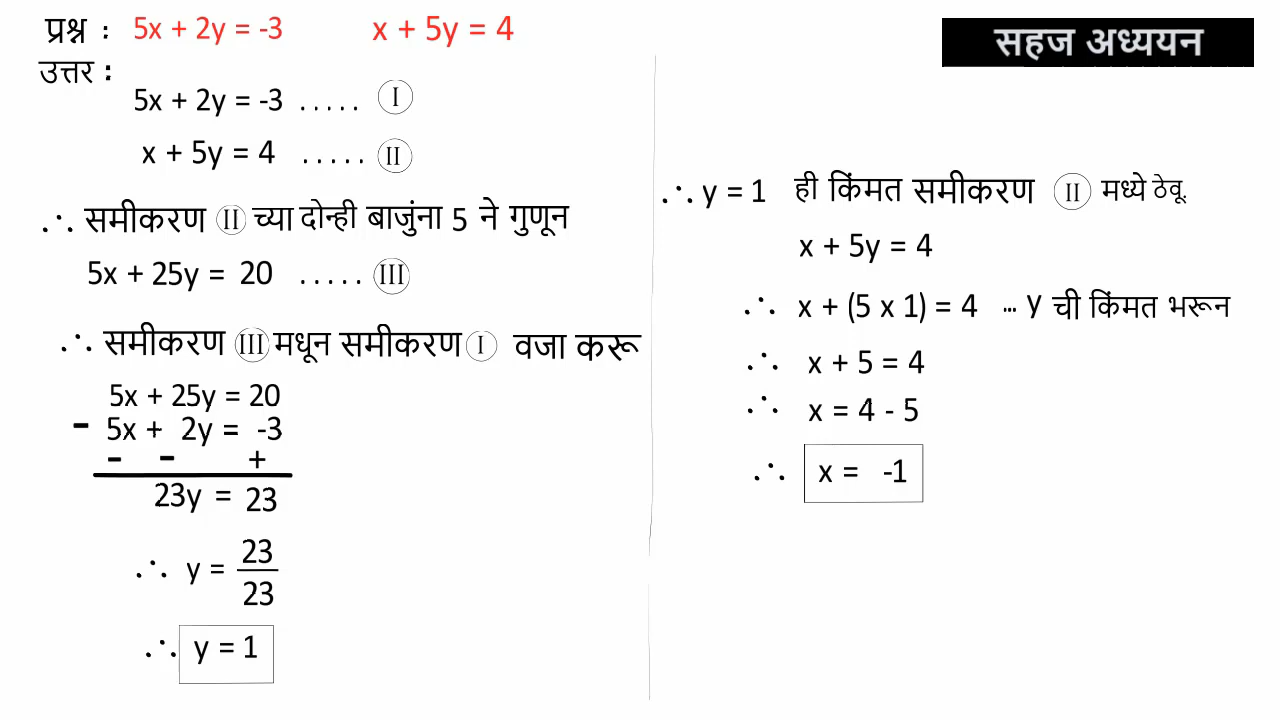 प्रश्न : 5x + 2y = -3 x + 5y = 4
उत्तर :
5x + 2y = -3 ..... I
x + 5y = 4 ..... II
∴ समीकरण II च्या दोन्ही बाजुंना 5 ने गुणून
5x + 25y = 20 ..... III
∴ समीकरण III मधून समीकरण I वजा करू
5x + 25y = 20
- 5x + 2y = -3
- - +
23y = 23
∴ y = 23/23
∴ y = 1
सहज अध्ययन
∴ y = 1 ही किंमत समीकरण II मध्ये ठेवू.
x + 5y = 4
∴ x + (5 x 1) = 4 ... y ची किंमत भरून
∴ x + 5 = 4
∴ x = 4 - 5
∴ x = -1